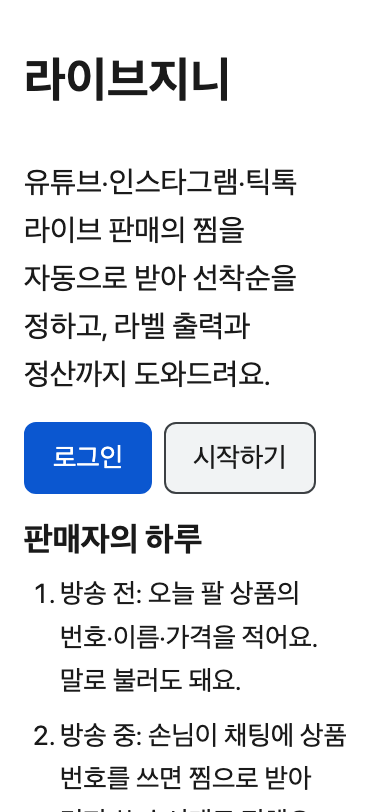 라이브지니
유튜브·인스타그램·틱톡
라이브 판매의 찜을
자동으로 받아 선착순을
정하고, 라벨 출력과
정산까지 도와드려요.
로그인 시작하기
판매자의 하루
1. 방송 전: 오늘 팔 상품의
번호·이름·가격을 적어요.
말로 불러도 돼요.
2. 방송 중: 손님이 채팅에 상품
번호를 쓰면 찜으로 받아